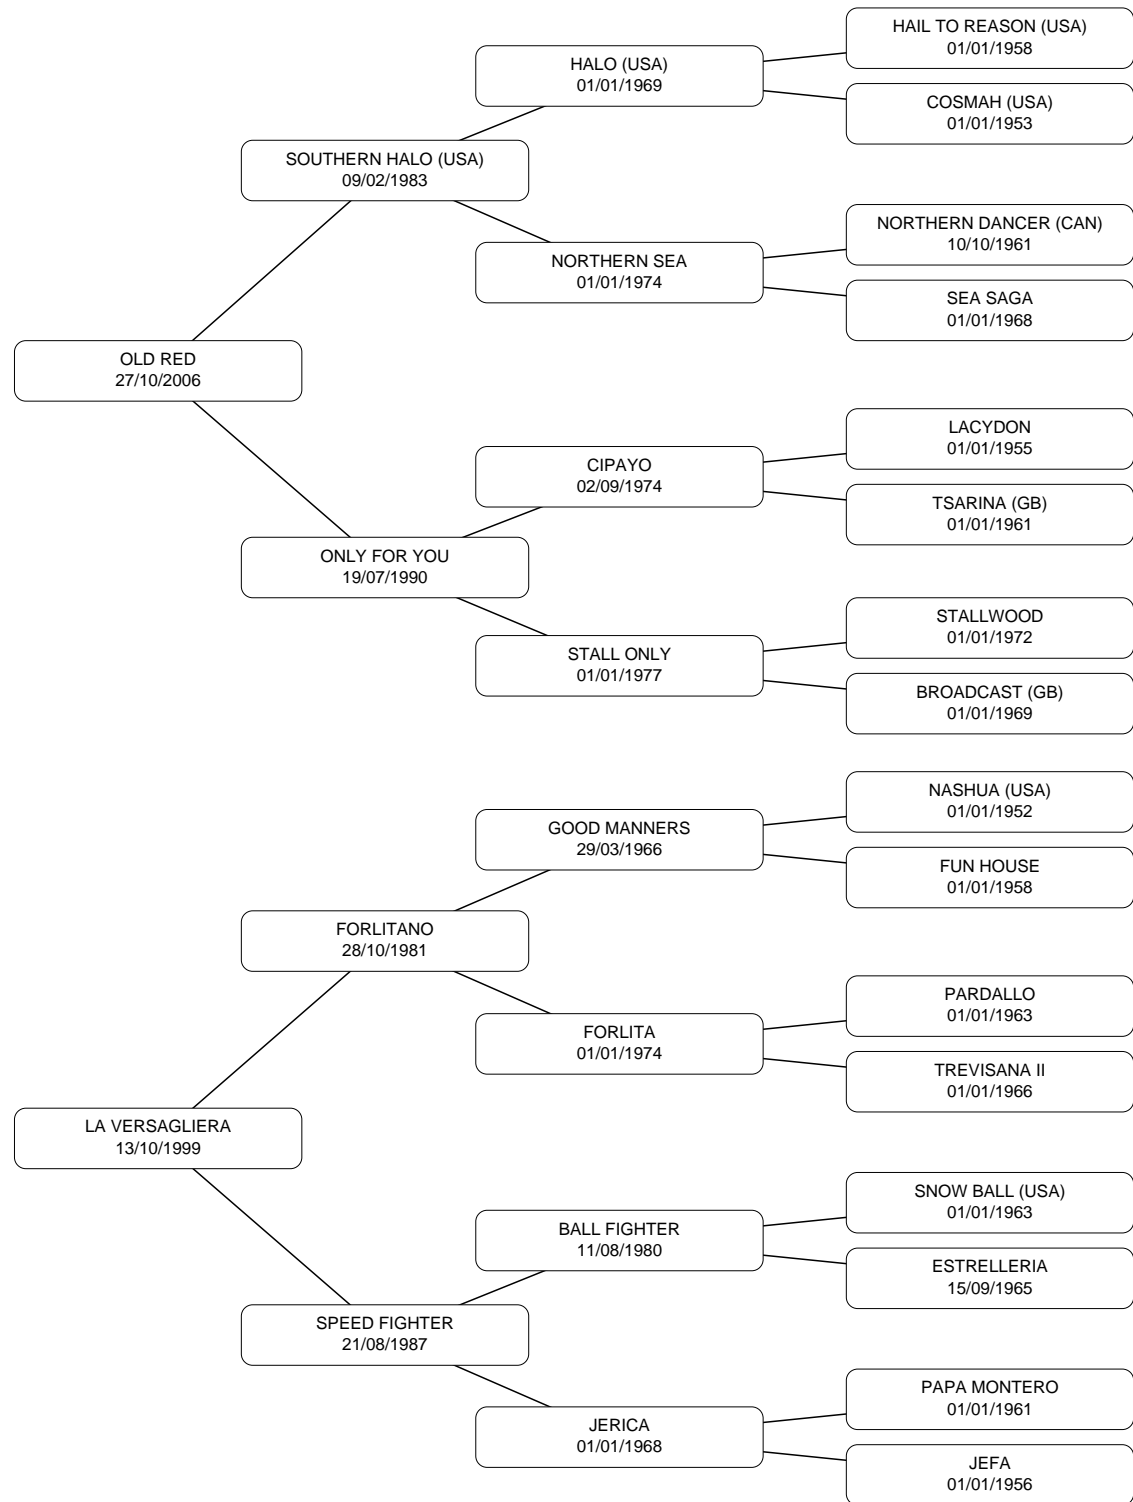 HAIL TO REASON (USA)
01/01/1958
HALO (USA)
01/01/1969
COSMAH (USA)
01/01/1953
SOUTHERN HALO (USA)
09/02/1983
NORTHERN DANCER (CAN)
10/10/1961
NORTHERN SEA
01/01/1974
SEA SAGA
01/01/1968
OLD RED
27/10/2006
LACYDON
01/01/1955
CIPAYO
02/09/1974
TSARINA (GB)
01/01/1961
ONLY FOR YOU
19/07/1990
STALLWOOD
01/01/1972
STALL ONLY
01/01/1977
BROADCAST (GB)
01/01/1969
NASHUA (USA)
01/01/1952
GOOD MANNERS
29/03/1966
FUN HOUSE
01/01/1958
FORLITANO
28/10/1981
PARDALLO
01/01/1963
FORLITA
01/01/1974
TREVISANA II
01/01/1966
LA VERSAGLIERA
13/10/1999
SNOW BALL (USA)
01/01/1963
BALL FIGHTER
11/08/1980
ESTRELLERIA
15/09/1965
SPEED FIGHTER
21/08/1987
PAPA MONTERO
01/01/1961
JERICA
01/01/1968
JEFA
01/01/1956